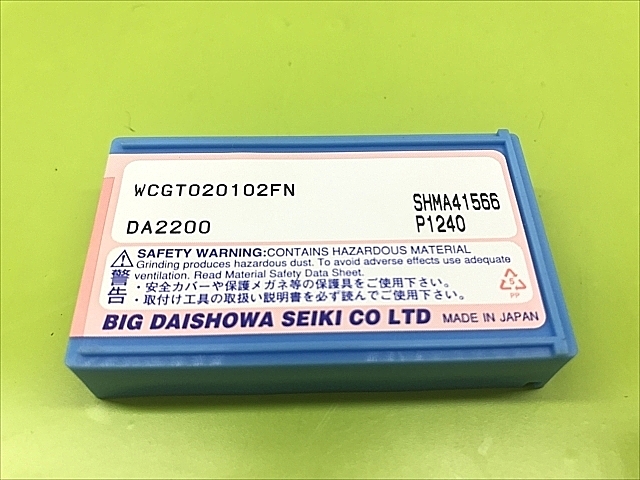 WCGT020102FN
SHMA41566
DA2200
P1240
SAFETY WARNING:CONTAINS HAZARDOUS MATERIAL
Grinding produces hazardous dust. To avoid adverse effects use adequate
ventilation. Read Material Safety Data Sheet.
警告
・安全カバーや保護メガネ等の保護具をご使用下さい。
・取付け工具の取扱い説明書を必ず読んでご使用下さい。
5
PP
BIG DAISHOWA SEIKI CO LTD
MADE IN JAPAN